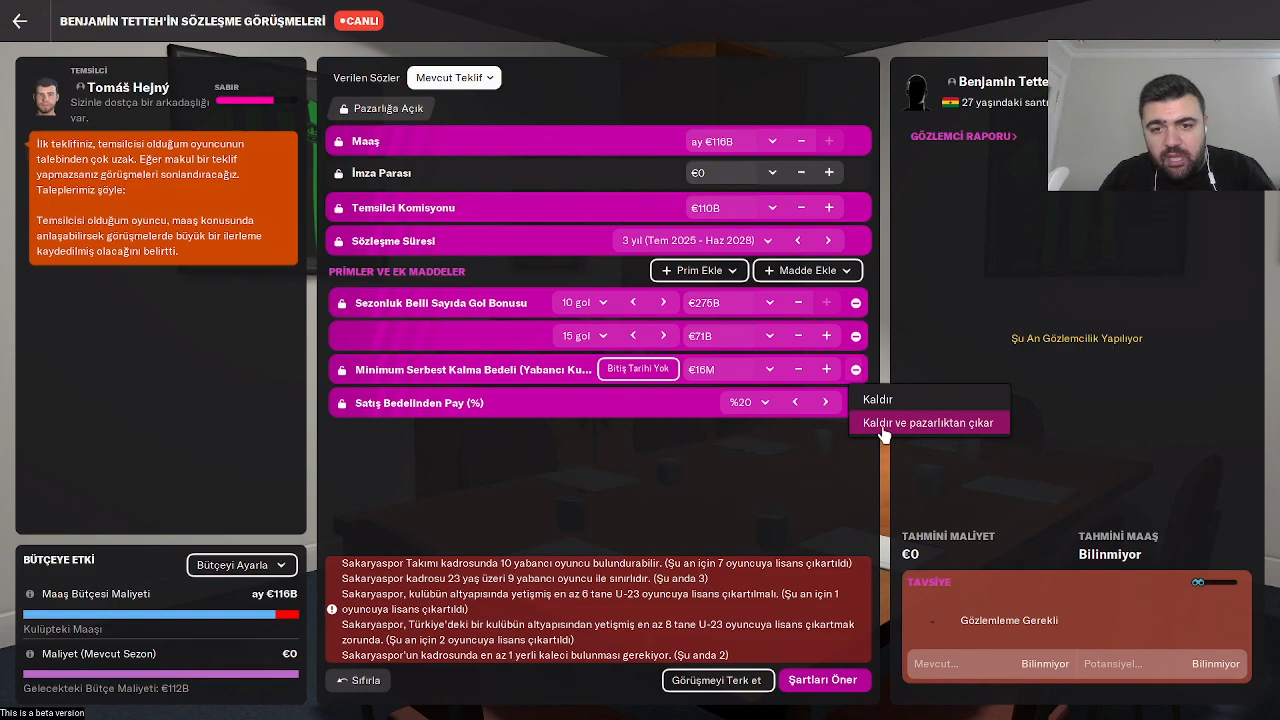 BENJAMIN TETTEH'İN SÖZLEŞME GÖRÜŞMELERİ
CANLI
TEMSİLCİ
Tomáš Hejný
SABIR
Sizinle dostça bir arkadaşlığı
var.
İlk teklifiniz, temsilcisi olduğum oyuncunun
talebinden çok uzak. Eğer makul bir teklif
yapmazsanız görüşmeleri sonlandıracağız.
Taleplerimiz şöyle:
Temsilcisi olduğum oyuncu, maaş konusunda
anlaşabilirsek görüşmelerde büyük bir ilerleme
kaydedilmiş olacağını belirtti.
BÜTÇEYE ETKİ
Bütçeyi Ayarla
Maaş Bütçesi Maliyeti
ay €116B
Kulüpteki Maaşı
Maliyet (Mevcut Sezon)
€0
Gelecekteki Bütçe Maliyeti: €112B
Verilen Sözler
Mevcut Teklif
Pazarlığa Açık
Maaş
ay €116B
İmza Parası
€0
Temsilci Komisyonu
€110B
Sözleşme Süresi
3 yıl (Tem 2025 - Haz 2028)
PRİMLER VE EK MADDELER
Prim Ekle
Madde Ekle
Sezonluk Belli Sayıda Gol Bonusu
10 gol
€275B
15 gol
€71B
Minimum Serbest Kalma Bedeli (Yabancı Ku...
Bitiş Tarihi Yok
€16M
Satış Bedelinden Pay (%)
%20
Kaldır
Kaldır ve pazarlıktan çıkar
Sakaryaspor Takımı kadrosunda 10 yabancı oyuncu bulundurabilir. (Şu an için 7 oyuncuya lisans çıkartıldı)
Sakaryaspor kadrosu 23 yaş üzeri 9 yabancı oyuncu ile sınırlıdır. (Şu anda 3)
Sakaryaspor, kulübün altyapısında yetişmiş en az 6 tane U-23 oyuncuya lisans çıkartılmalı. (Şu an için 1
oyuncuya lisans çıkartıldı)
Sakaryaspor, Türkiye'deki bir kulübün altyapısından yetişmiş en az 8 tane U-23 oyuncuya lisans çıkartmak
zorunda. (Şu an için 2 oyuncuya lisans çıkartıldı)
Sakaryaspor'un kadrosunda en az 1 yerli kaleci bulunması gerekiyor. (Şu anda 2)
Sıfırla
Görüşmeyi Terk et
Şartları Öner
Benjamin Tette
27 yaşındaki santr
GÖZLEMCİ RAPORU>
Şu An Gözlemcilik Yapılıyor
TAHMİNİ MALİYET
TAHMİNİ MAAŞ
€0
Bilinmiyor
TAVSİYE
-
Gözlemleme Gerekli
Mevcut...
Bilinmiyor
Potansiyel...
Bilinmiyor
This is a beta version